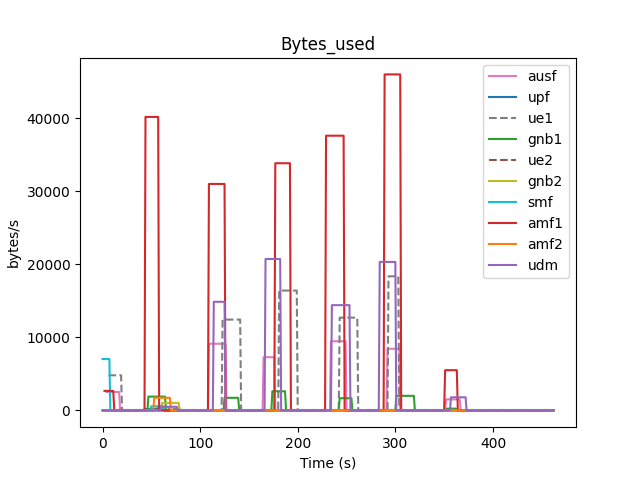 Bytes_used
ausf
upf
ue1
gnb1
ue2
gnb2
smf
amf1
amf2
udm
bytes/s
40000
30000
20000
10000
0
0 100 200 300 400
Time (s)